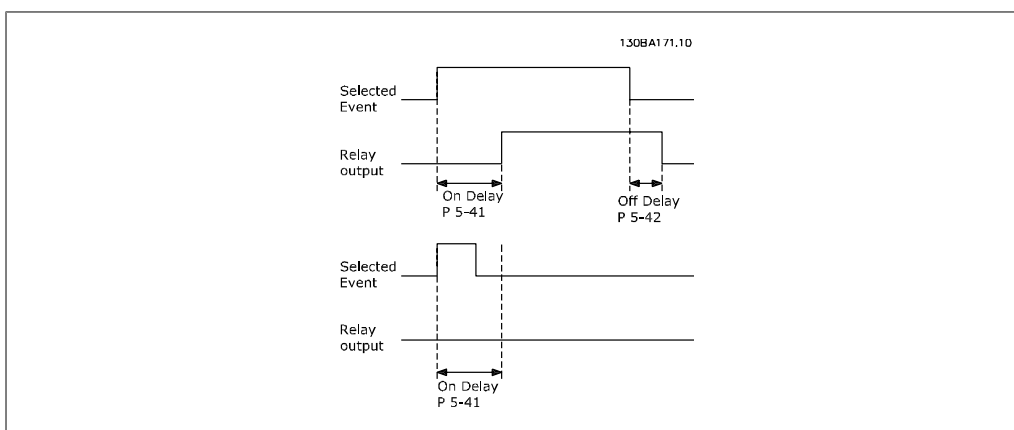 130BA171.10
Selected
Event
Relay
output
On Delay
P 5-41
Off Delay
P 5-42
Selected
Event
Relay
output
On Delay
P 5-41